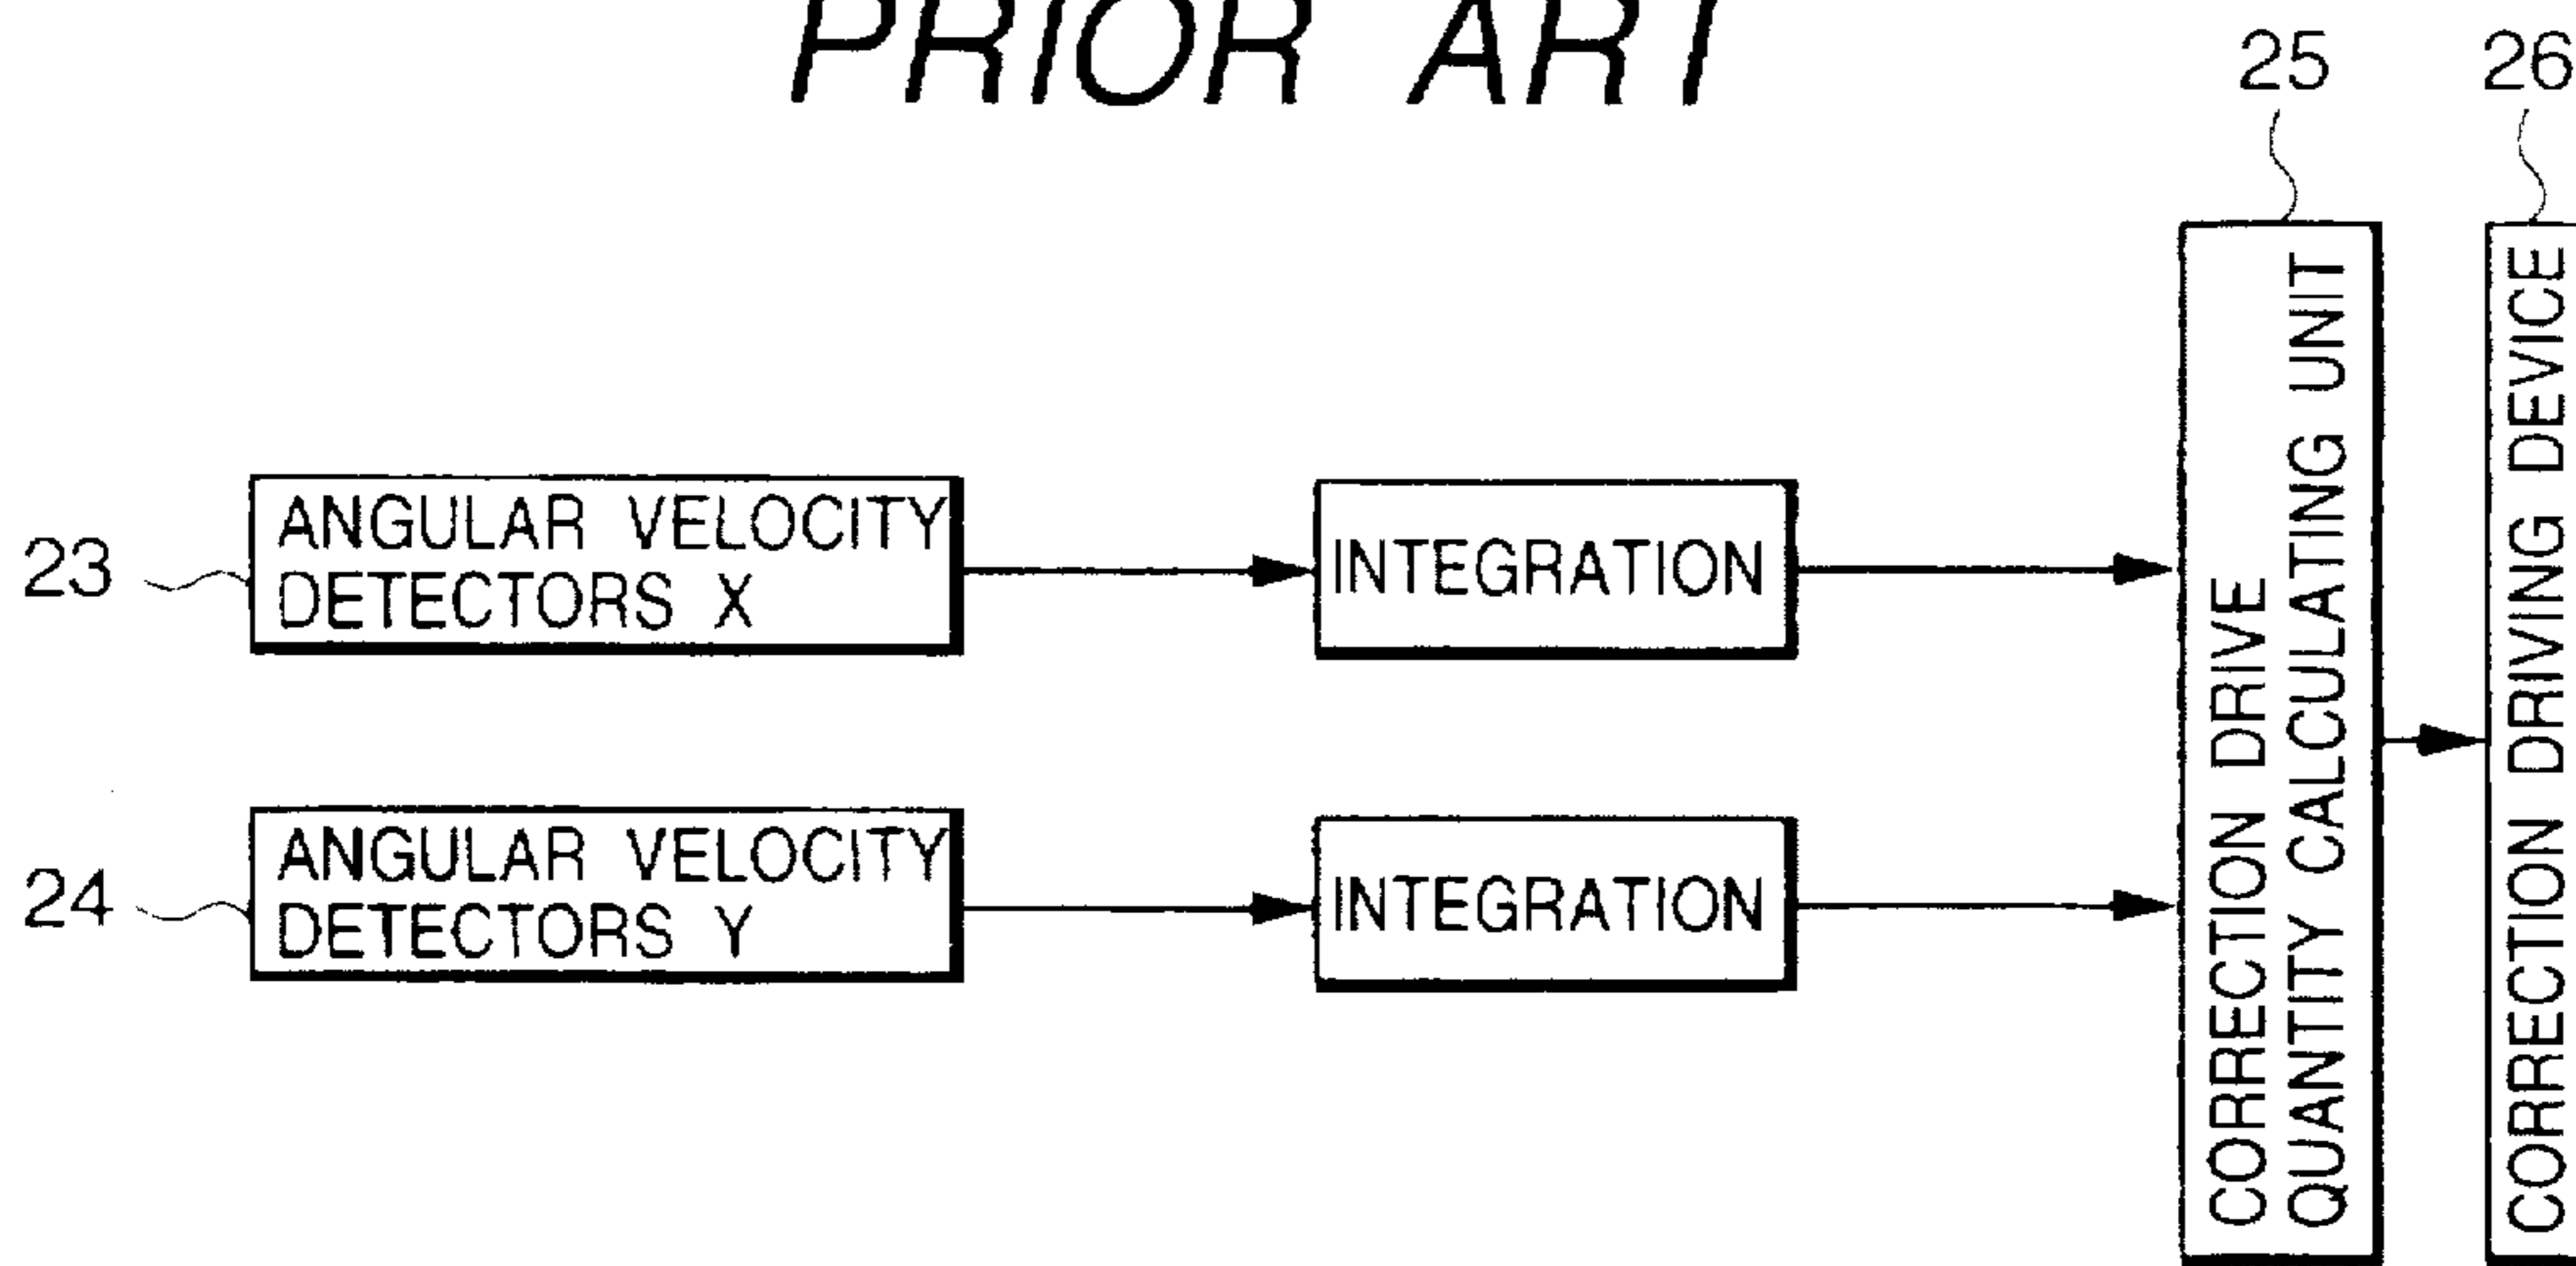 PRIOR ART
25
26
23
ANGULAR VELOCITY
DETECTORS X
INTEGRATION
24
ANGULAR VELOCITY
DETECTORS Y
INTEGRATION
CORRECTION DRIVE
QUANTITY CALCULATING UNIT
CORRECTION DRIVING DEVICE